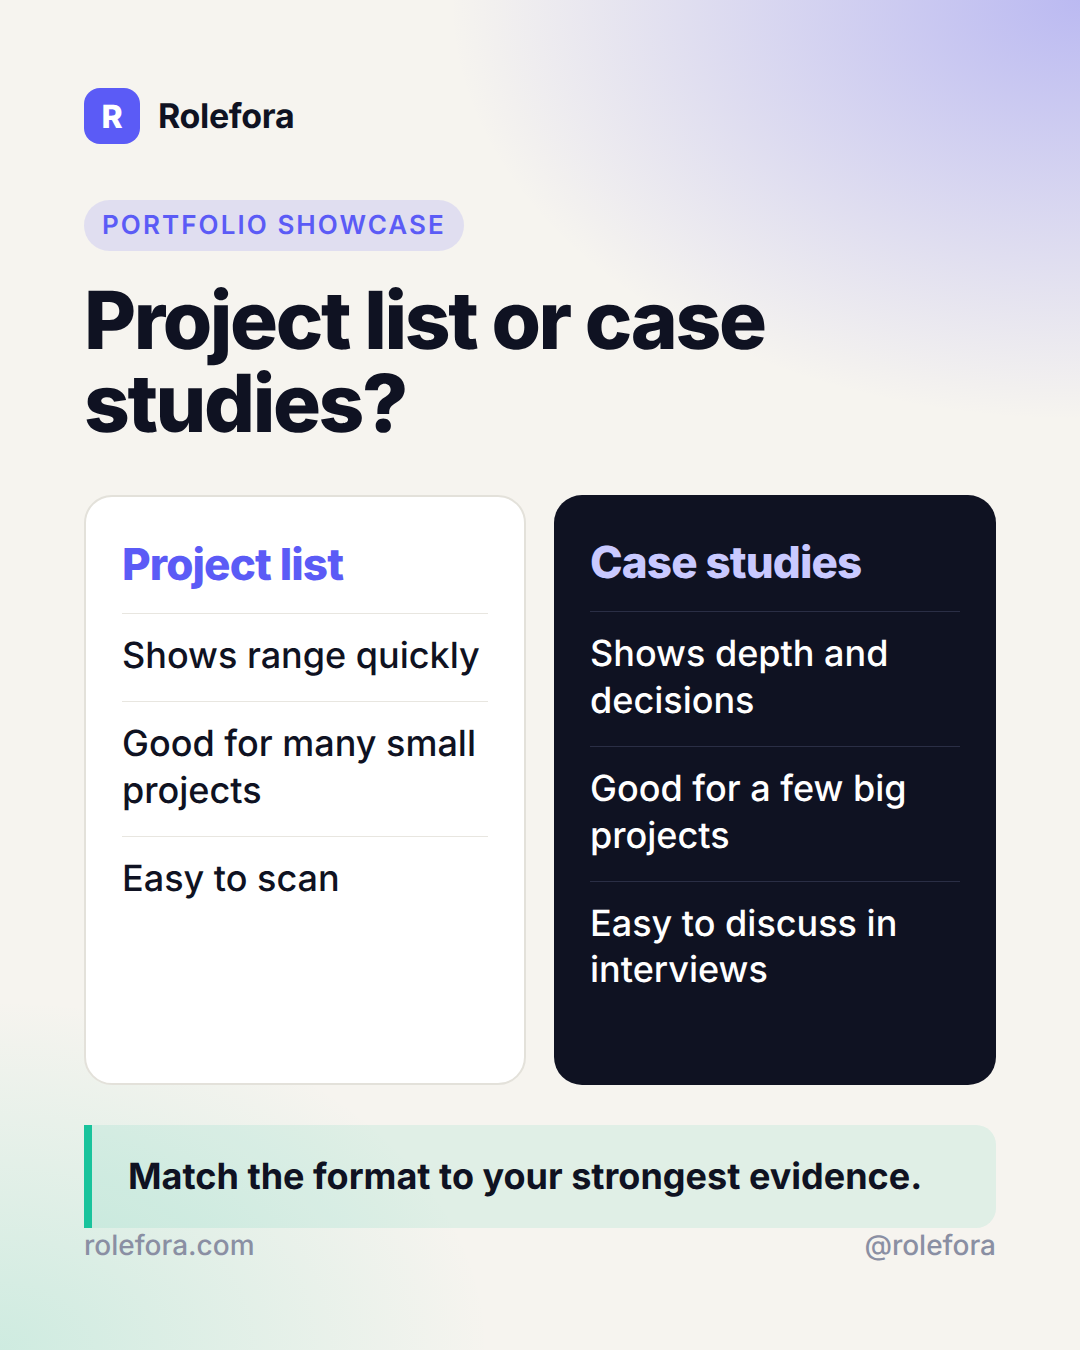 R
Rolefora
PORTFOLIO SHOWCASE
Project list or case
studies?
Project list
Shows range quickly
Good for many small
projects
Easy to scan
Case studies
Shows depth and
decisions
Good for a few big
projects
Easy to discuss in
interviews
Match the format to your strongest evidence.
rolefora.com
@rolefora